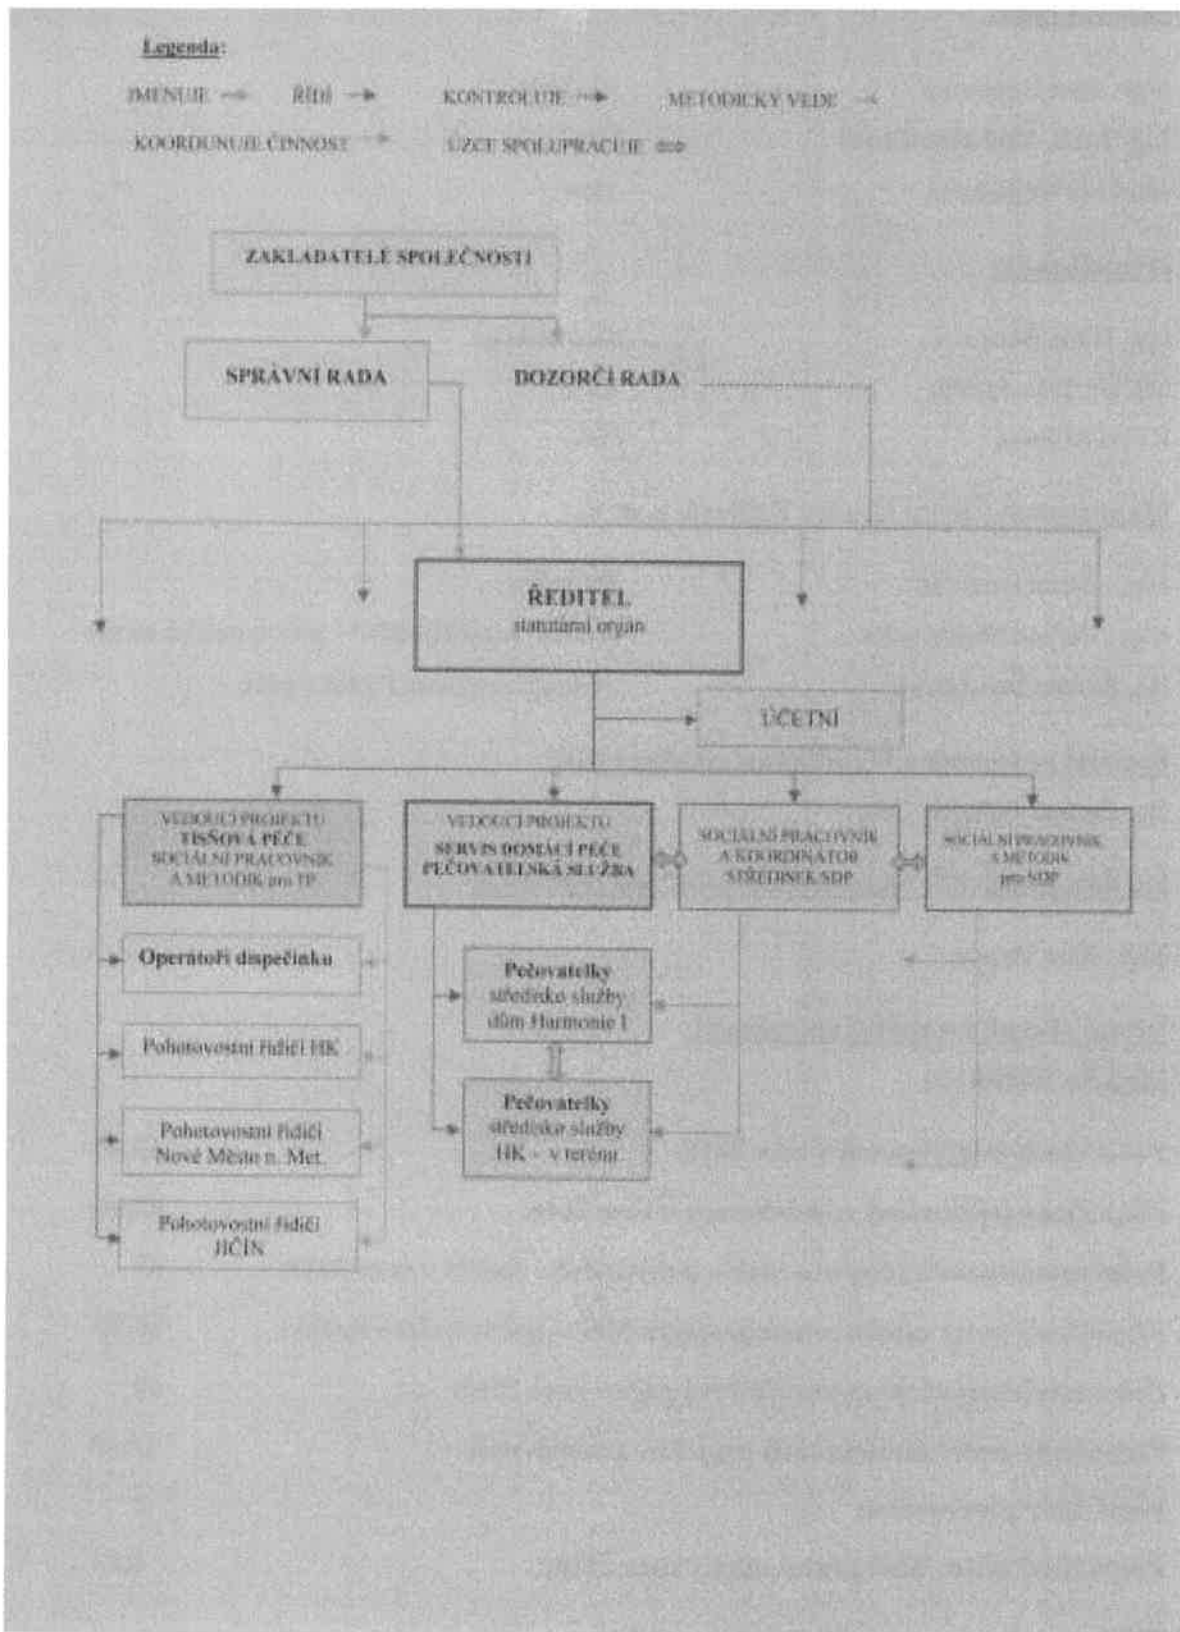 Legenda:
JMENUJE ŘÍDÍ KONTROLUJE METODICKY VEDE
KOORDUNUJE ČINNOST ÚZCE SPOLUPRACUJE
ZAKLADATELÉ SPOLEČNOSTI
SPRÁVNÍ RADA
DOZORČÍ RADA
ŘEDITEL
statutární orgán
ÚČETNÍ
VEDOUCÍ PROJEKTU
TÍSŇOVÁ PÉČE
SOCIÁLNÍ PRACOVNÍK
A METODIK pro TP
VEDOUCÍ PROJEKTU
SERVIS DOMÁCÍ PÉČE
PEČOVATELSKÁ SLUŽBA
SOCIÁLNÍ PRACOVNÍK
A KOORDINÁTOR
STŘEDISEK SDP
SOCIÁLNÍ PRACOVNÍK
A METODIK
pro SDP
Operátoři dispečinku
Pohotovostní řidiči HK
Pohotovostní řidiči
Nové Město n. Met.
Pohotovostní řidiči
JIČÍN
Pečovatelky
středisko služby
dům Harmonie I
Pečovatelky
středisko služby
HK - v terénu